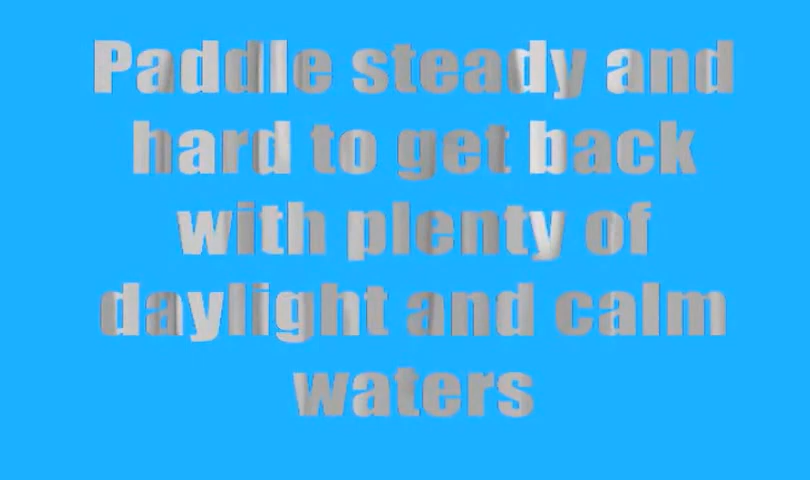 Paddle steady and
hard to get back
with plenty of
daylight and calm
waters